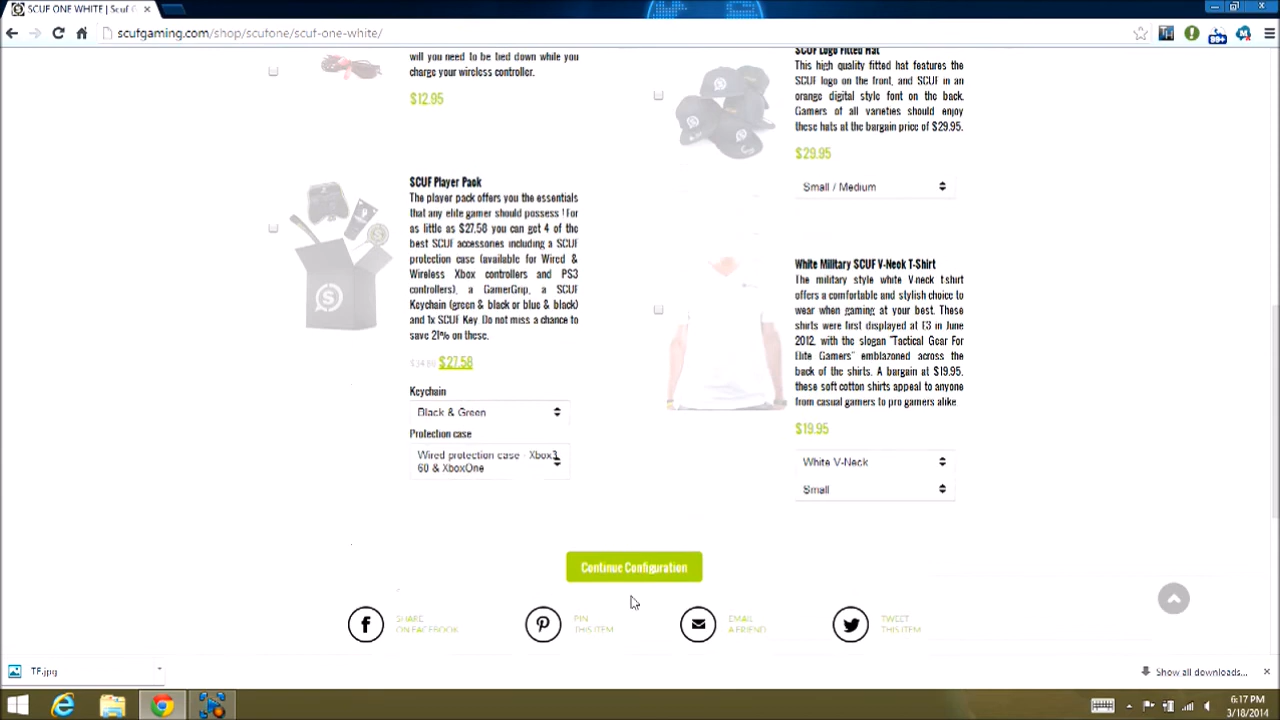 SCUF ONE WHITE | Scuf G
scufgaming.com/shop/scufone/scuf-one-white/
99+
will you need to be tied down while you
charge your wireless controller.
$12.95
SCUF Player Pack
The player pack offers you the essentials
that any elite gamer should possess ! For
as little as $27.58 you can get 4 of the
best SCUF accessories including a SCUF
protection case (available for Wired &
Wireless Xbox controllers and PS3
controllers), a GamerGrip, a SCUF
Keychain (green & black or blue & black)
and 1x SCUF Key. Do not miss a chance to
save 21% on these.
$27.58
Keychain
Black & Green
Protection case
Wired protection case - Xbox3
60 & XboxOne
SCUF Logo Fitted Hat
This high quality fitted hat features the
SCUF logo on the front, and SCUF in an
orange digital style font on the back.
Gamers of all varieties should enjoy
these hats at the bargain price of $29.95.
$29.95
Small / Medium
White Military SCUF V-Neck T-Shirt
The military style white V-neck t-shirt
offers a comfortable and stylish choice to
wear when gaming at your best. These
shirts were first displayed at E3 in June
2012, with the slogan "Tactical Gear For
Elite Gamers" emblazoned across the
back of the shirts. A bargain at $19.95,
these soft cotton shirts appeal to anyone
from casual gamers to pro gamers alike.
$19.95
White V-Neck
Small
Continue Configuration
SHARE
ON FACEBOOK
PIN
THIS ITEM
EMAIL
A FRIEND
TWEET
THIS ITEM
TF.jpg
Show all downloads...
6:17 PM
3/18/2014